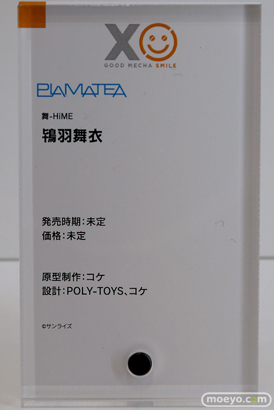 XO
GOOD MECHA SMILE
PLAMATEA
舞-HiME
鴇羽舞衣
発売時期：未定
価格：未定
原型制作：コケ
設計：POLY-TOYS、コケ
©サンライズ
moeyo.com